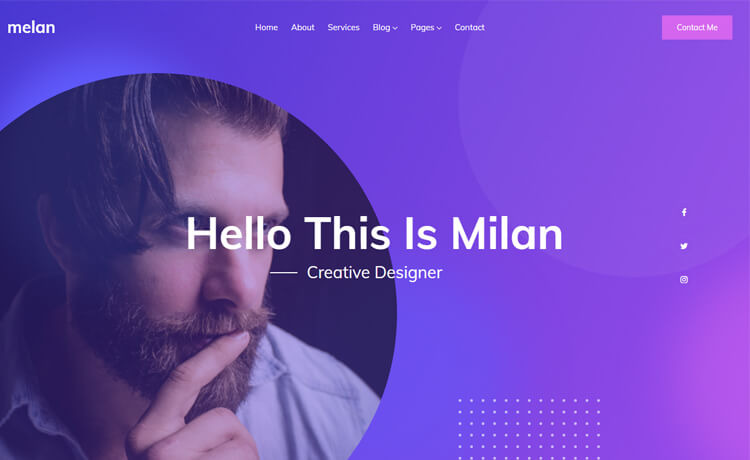 melan
Home About Services Blog Pages Contact
Contact Me
Hello This Is Milan
Creative Designer